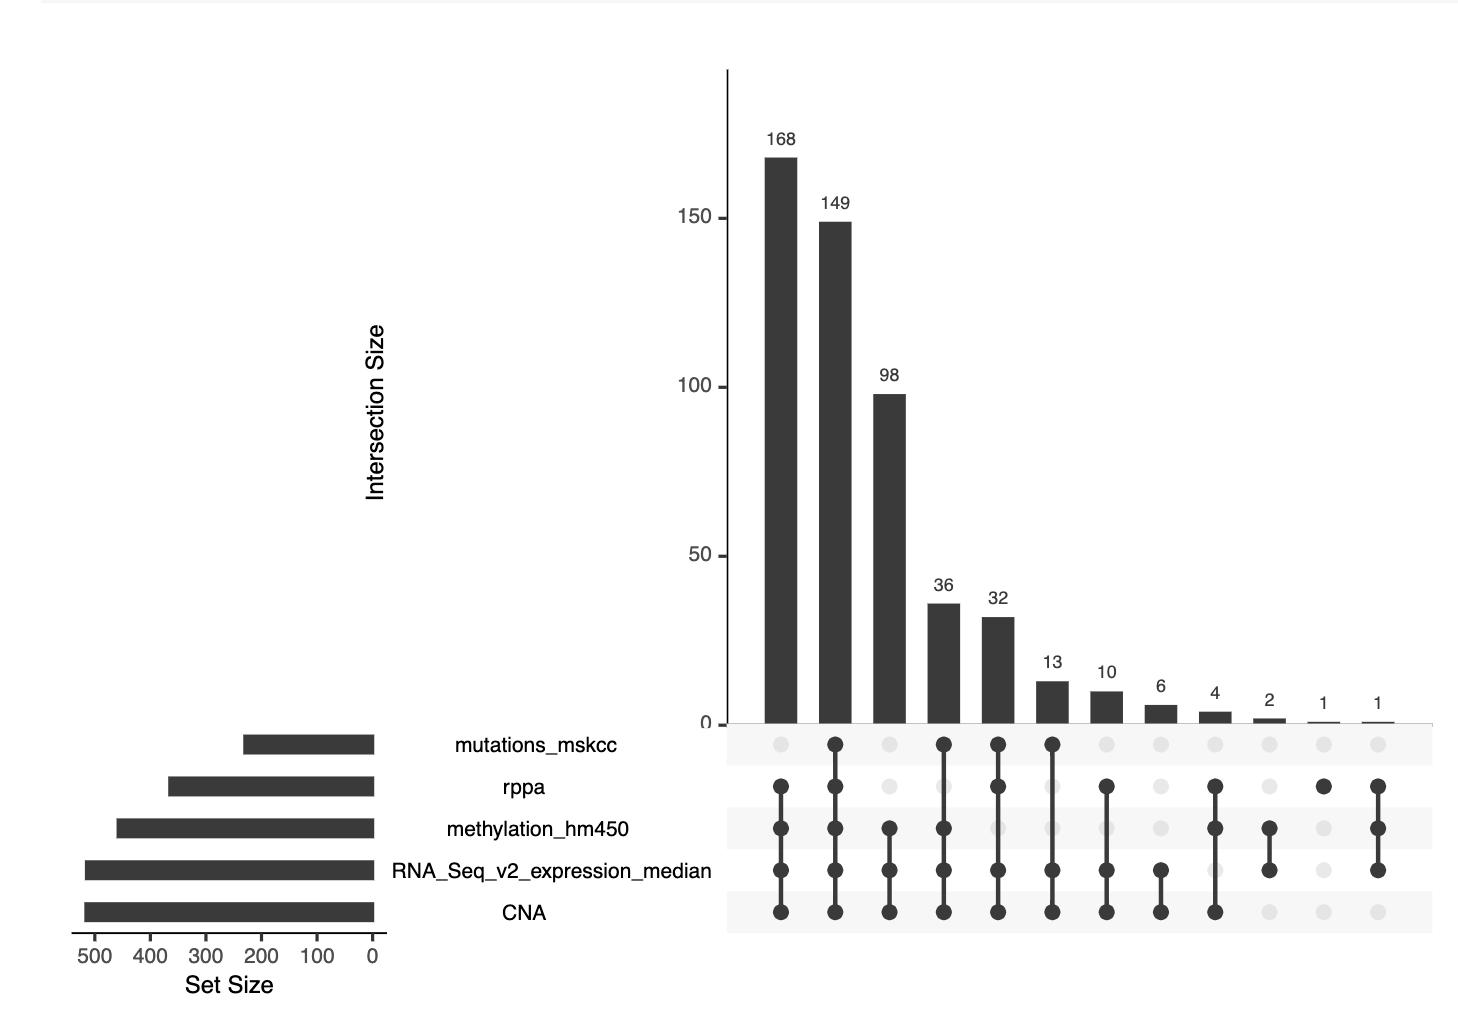 168
149
150
98
100
Intersection Size
50
36
32
13
10
6
4
2
1
1
0
mutations_mskcc
rppa
methylation_hm450
RNA_Seq_v2_expression_median
CNA
500 400 300 200 100 0
Set Size